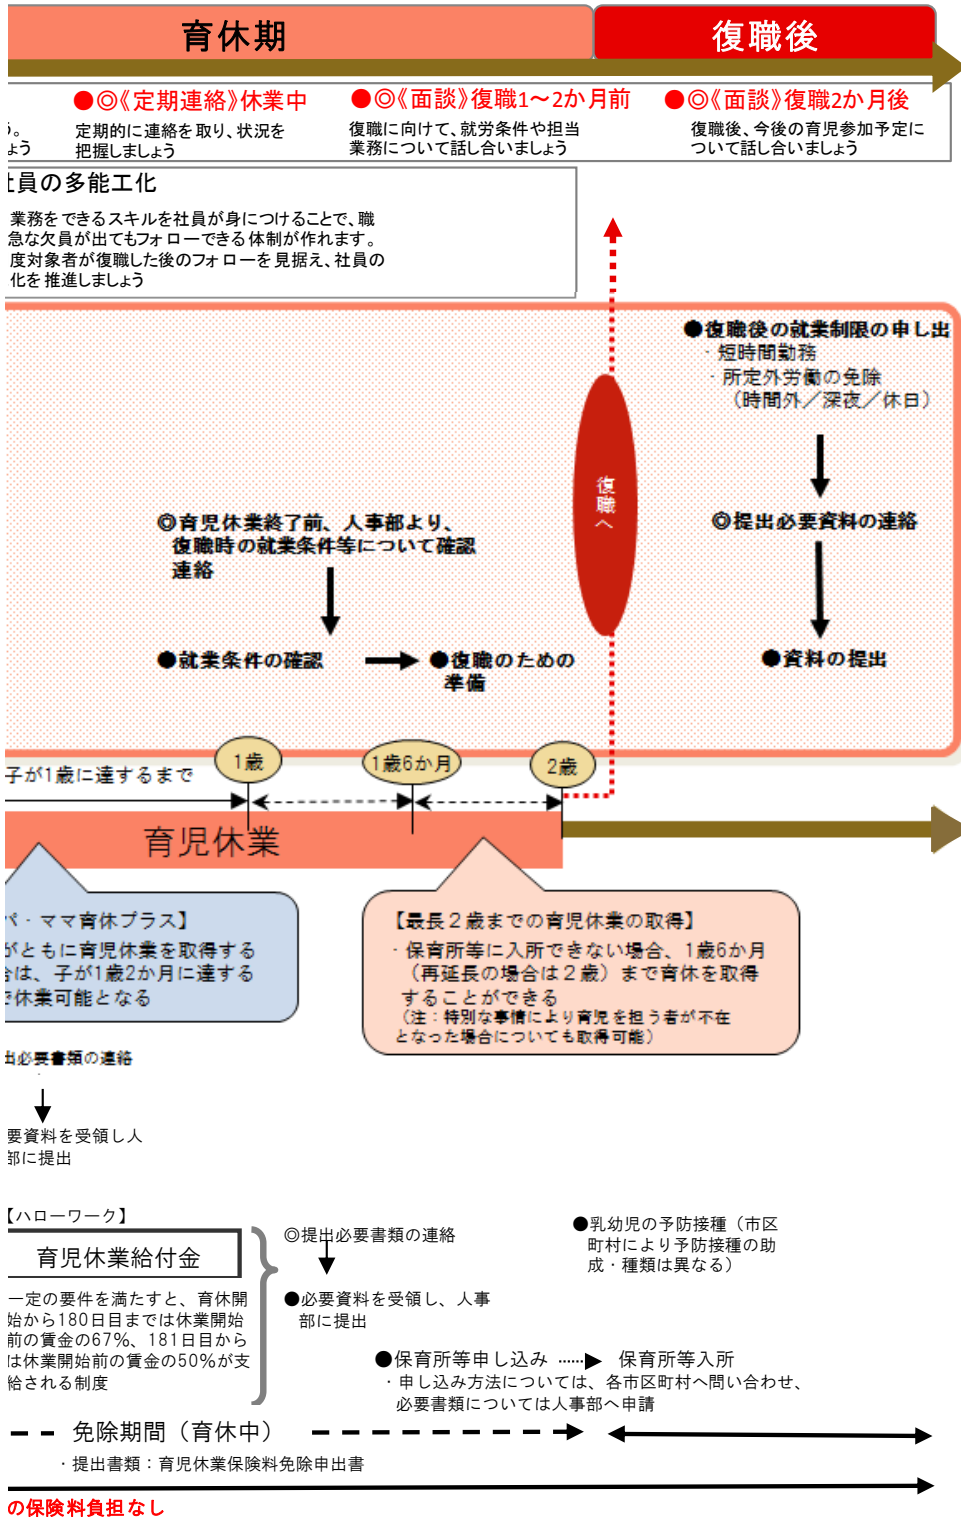 育休期
復職後
●◎《定期連絡》休業中
定期的に連絡を取り、状況を
把握しましょう
●◎《面談》復職1～2か月前
復職に向けて、就労条件や担当
業務について話し合いましょう
●◎《面談》復職2か月後
復職後、今後の育児参加予定に
ついて話し合いましょう
う。
ょう
社員の多能工化
業務をできるスキルを社員が身につけることで、職
急な欠員が出てもフォローできる体制が作れます。
度対象者が復職した後のフォローを見据え、社員の
化を推進しましょう
●復職後の就業制限の申し出
・短時間勤務
・所定外労働の免除
（時間外／深夜／休日）
復職へ
◎提出必要資料の連絡
●資料の提出
◎育児休業終了前、人事部より、
復職時の就業条件等について確認
連絡
●就業条件の確認
●復職のための
準備
子が1歳に達するまで
1歳
1歳6か月
2歳
育児休業
パ・ママ育休プラス】
がともに育児休業を取得する
合は、子が1歳2か月に達する
で休業可能となる
【最長２歳までの育児休業の取得】
・保育所等に入所できない場合、1歳6か月
（再延長の場合は２歳）まで育休を取得
することができる
（注：特別な事情により育児を担う者が不在
となった場合についても取得可能）
出必要書類の連絡
要資料を受領し人
部に提出
【ハローワーク】
育児休業給付金
一定の要件を満たすと、育休開
始から180日目までは休業開始
前の賃金の67％、181日目から
は休業開始前の賃金の50％が支
給される制度
◎提出必要書類の連絡
●必要資料を受領し、人事
部に提出
●乳幼児の予防接種（市区
町村により予防接種の助
成・種類は異なる）
●保育所等申し込み ……▶ 保育所等入所
・申し込み方法については、各市区町村へ問い合わせ、
必要書類については人事部へ申請
免除期間（育休中）
・提出書類：育児休業保険料免除申出書
の保険料負担なし